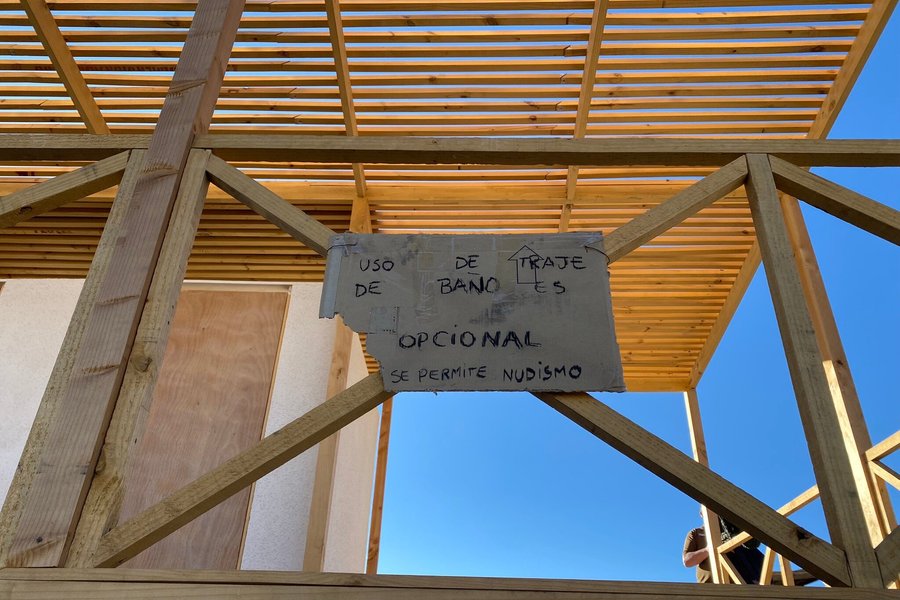 USO DE TRAJE
DE BAÑO ES
OPCIONAL
SE PERMITE NUDISMO